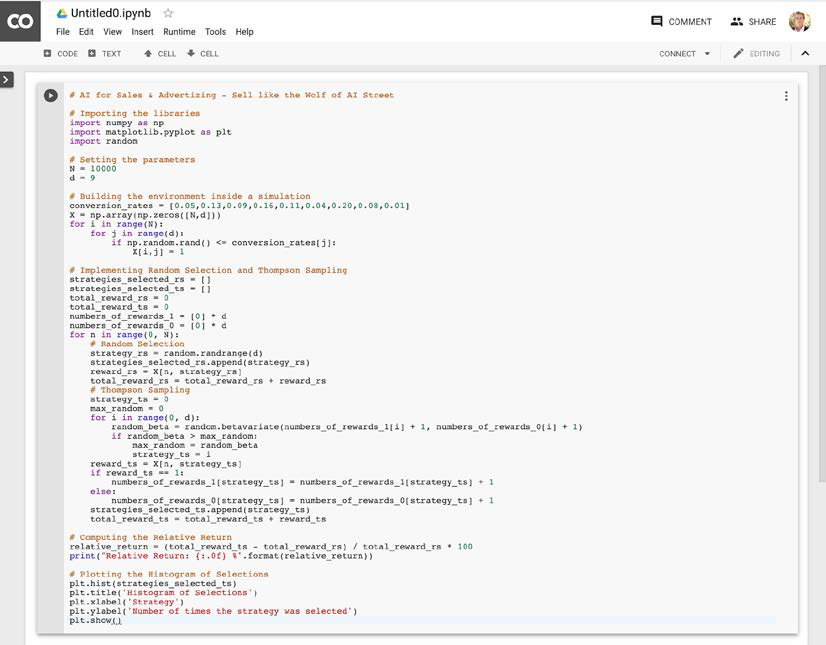 CO
Untitled0.ipynb
File Edit View Insert Runtime Tools Help
COMMENT SHARE
CODE TEXT CELL CELL
CONNECT EDITING
# AI for Sales & Advertizing - Sell like the Wolf of AI Street
# Importing the libraries
import numpy as np
import matplotlib.pyplot as plt
import random
# Setting the parameters
N = 10000
d = 9
# Building the environment inside a simulation
conversion_rates = [0.05,0.13,0.09,0.16,0.11,0.04,0.20,0.08,0.01]
X = np.array(np.zeros([N,d]))
for i in range(N):
    for j in range(d):
        if np.random.rand() <= conversion_rates[j]:
            X[i,j] = 1
# Implementing Random Selection and Thompson Sampling
strategies_selected_rs = []
strategies_selected_ts = []
total_reward_rs = 0
total_reward_ts = 0
numbers_of_rewards_1 = [0] * d
numbers_of_rewards_0 = [0] * d
for n in range(0, N):
    # Random Selection
    strategy_rs = random.randrange(d)
    strategies_selected_rs.append(strategy_rs)
    reward_rs = X[n, strategy_rs]
    total_reward_rs = total_reward_rs + reward_rs
    # Thompson Sampling
    strategy_ts = 0
    max_random = 0
    for i in range(0, d):
        random_beta = random.betavariate(numbers_of_rewards_1[i] + 1, numbers_of_rewards_0[i] + 1)
        if random_beta > max_random:
            max_random = random_beta
            strategy_ts = i
    reward_ts = X[n, strategy_ts]
    if reward_ts == 1:
        numbers_of_rewards_1[strategy_ts] = numbers_of_rewards_1[strategy_ts] + 1
    else:
        numbers_of_rewards_0[strategy_ts] = numbers_of_rewards_0[strategy_ts] + 1
    strategies_selected_ts.append(strategy_ts)
    total_reward_ts = total_reward_ts + reward_ts
# Computing the Relative Return
relative_return = (total_reward_ts - total_reward_rs) / total_reward_rs * 100
print("Relative Return: {:.0f} %".format(relative_return))
# Plotting the Histogram of Selections
plt.hist(strategies_selected_ts)
plt.title('Histogram of Selections')
plt.xlabel('Strategy')
plt.ylabel('Number of times the strategy was selected')
plt.show()